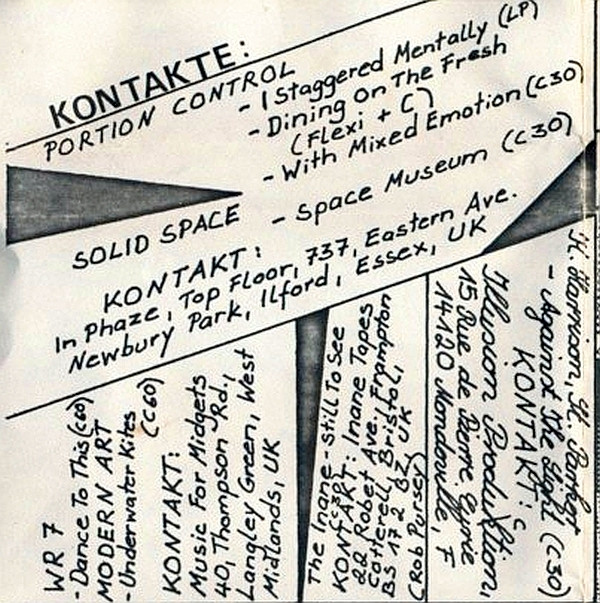 KONTAKTE:
PORTION CONTROL
- I Staggered Mentally (LP)
- Dining On The Fresh
(Flexi + C)
- With Mixed Emotion (C30)
SOLID SPACE
- Space Museum (C30)
KONTAKT:
In Phaze, Top Floor, 737, Eastern Ave.
Newbury Park, Ilford, Essex, UK
WR 7
- Dance To This (C60)
MODERN ART
- Underwater Kites
(C60)
KONTAKT:
Music For Midgets
40, Thompson Rd,
Langley Green, West
Midlands, UK
The Inane - Still To See
KONTAKT: Inane Tapes
22 Robel Ave, Frampton
Cotterell, Bristol,
BS 17 2 BZ UK
(Rob Pursey)
- Against The Light (C30)
KONTAKT:
Illusion Production,
15 Rue de Pierre Curie
14120 Mondeville, F